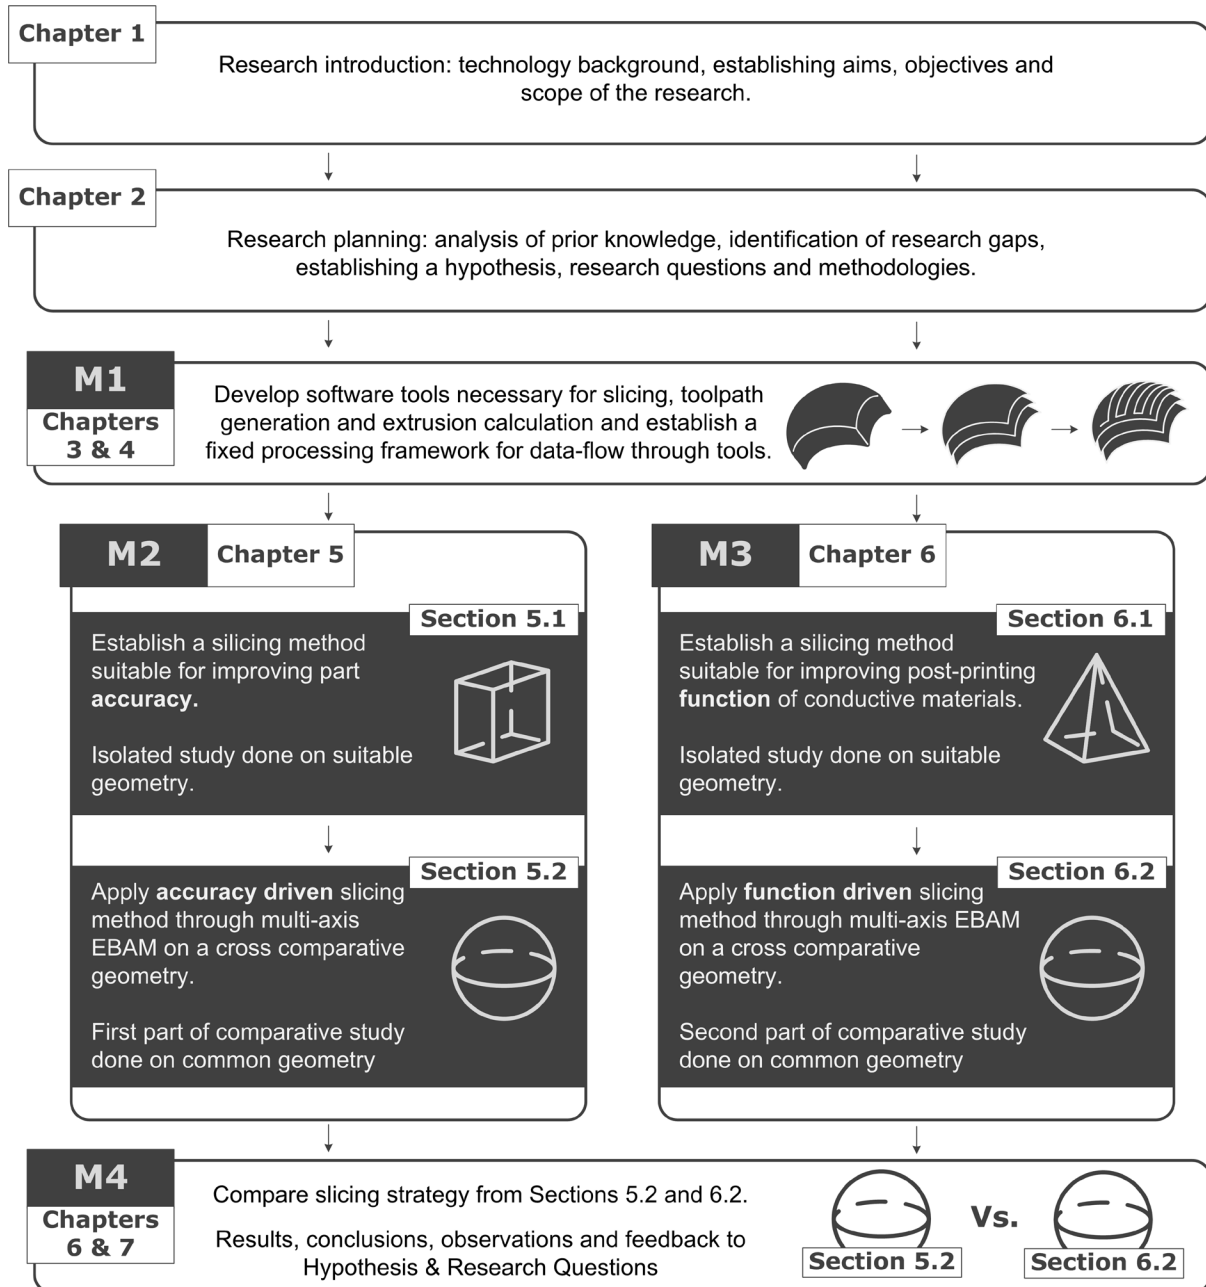 Chapter 1
Research introduction: technology background, establishing aims, objectives and
scope of the research.
Chapter 2
Research planning: analysis of prior knowledge, identification of research gaps,
establishing a hypothesis, research questions and methodologies.
M1
Chapters
3 & 4
Develop software tools necessary for slicing, toolpath
generation and extrusion calculation and establish a
fixed processing framework for data-flow through tools.
M2
Chapter 5
Section 5.1
Establish a silicing method
suitable for improving part
accuracy.
Isolated study done on suitable
geometry.
Section 5.2
Apply accuracy driven slicing
method through multi-axis
EBAM on a cross comparative
geometry.
First part of comparative study
done on common geometry
M3
Chapter 6
Section 6.1
Establish a silicing method
suitable for improving post-printing
function of conductive materials.
Isolated study done on suitable
geometry.
Section 6.2
Apply function driven slicing
method through multi-axis EBAM
on a cross comparative
geometry.
Second part of comparative study
done on common geometry
M4
Chapters
6 & 7
Compare slicing strategy from Sections 5.2 and 6.2.
Results, conclusions, observations and feedback to
Hypothesis & Research Questions
Section 5.2
Vs.
Section 6.2